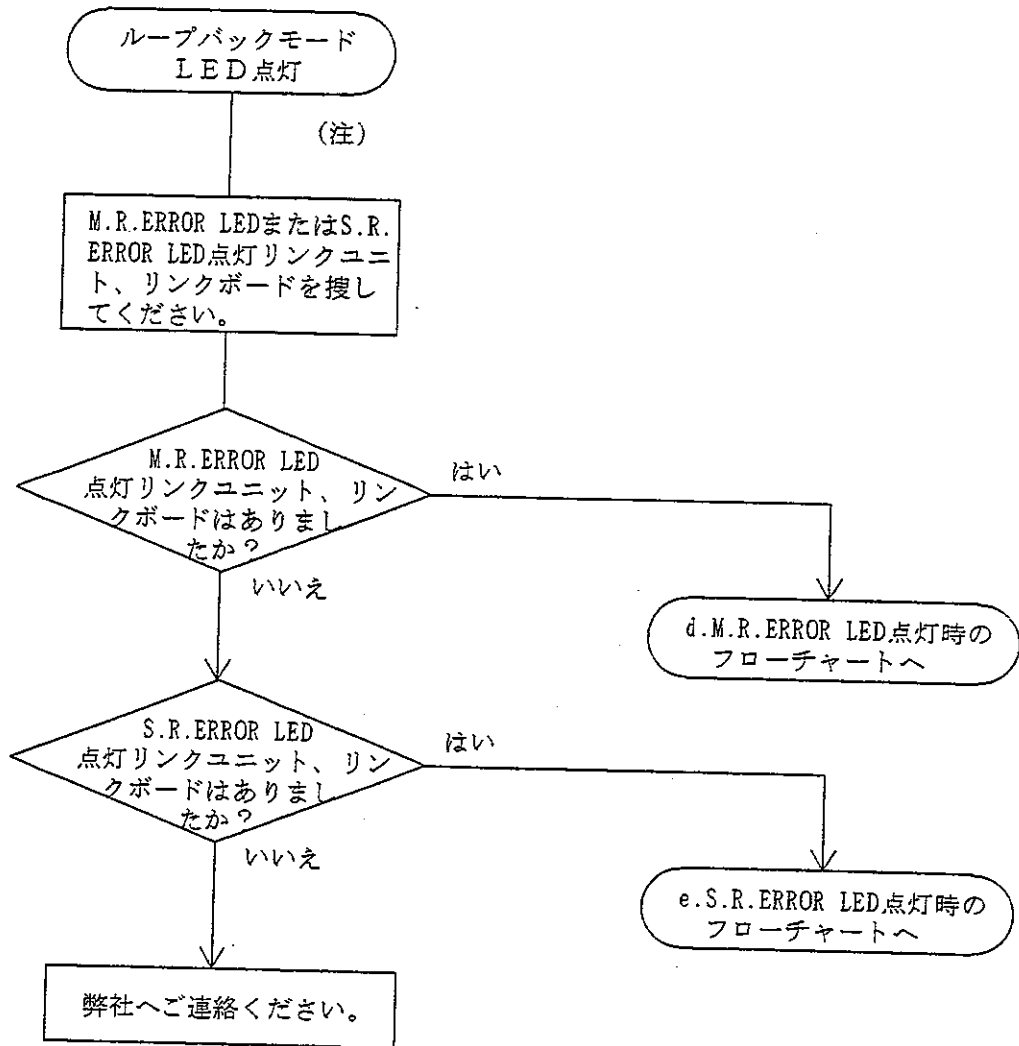 ループバックモード
LED点灯
(注)
M.R.ERROR LEDまたはS.R.
ERROR LED点灯リンクユニ
ット、リンクボードを捜し
てください。
M.R.ERROR LED
点灯リンクユニット、リン
クボードはありまし
たか?
はい
いいえ
d.M.R.ERROR LED点灯時の
フローチャートへ
S.R.ERROR LED
点灯リンクユニット、リン
クボードはありまし
たか?
はい
いいえ
e.S.R.ERROR LED点灯時の
フローチャートへ
弊社へご連絡ください。